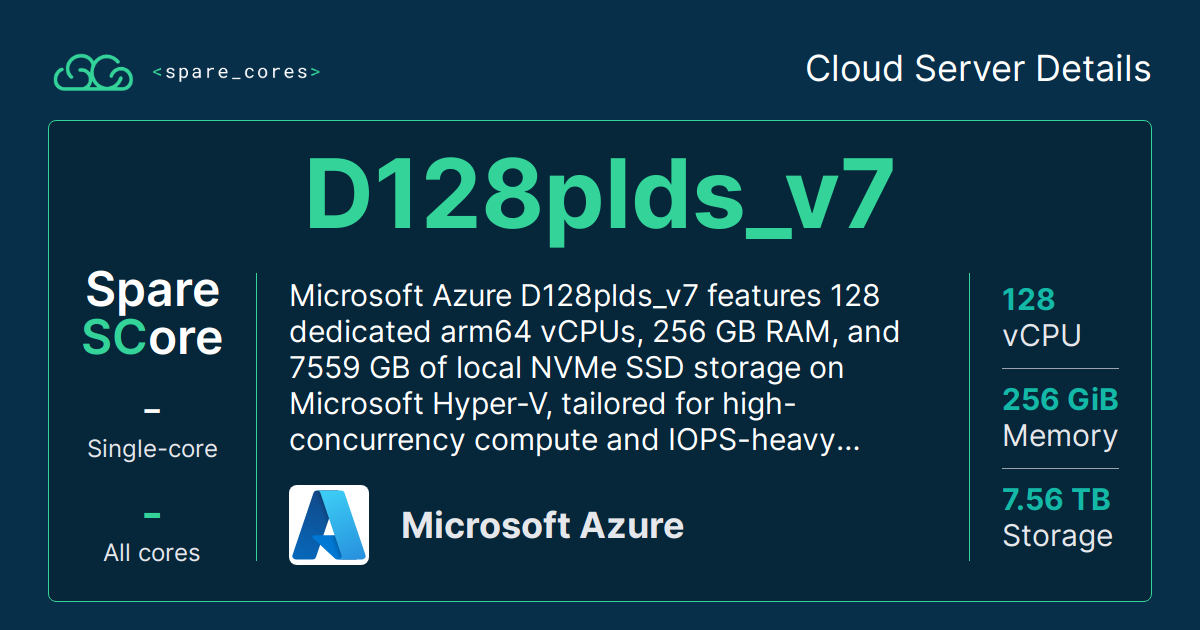 <spare_cores>
Cloud Server Details
D128plds_v7
Spare
SCore
–
Single-core
–
All cores
Microsoft Azure D128plds_v7 features 128
dedicated arm64 vCPUs, 256 GB RAM, and
7559 GB of local NVMe SSD storage on
Microsoft Hyper-V, tailored for high-
concurrency compute and IOPS-heavy...
Microsoft Azure
128
vCPU
256 GiB
Memory
7.56 TB
Storage